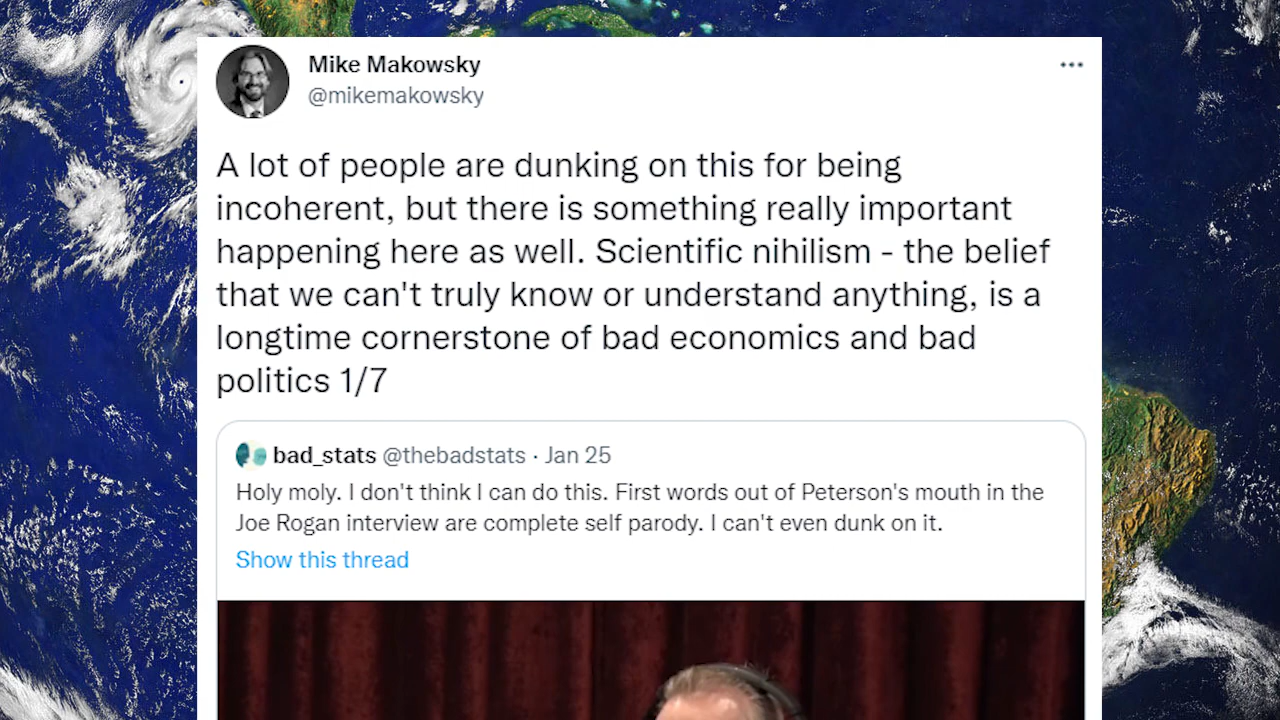 Mike Makowsky
@mikemakowsky
A lot of people are dunking on this for being
incoherent, but there is something really important
happening here as well. Scientific nihilism - the belief
that we can't truly know or understand anything, is a
longtime cornerstone of bad economics and bad
politics 1/7
bad_stats @thebadstats · Jan 25
Holy moly. I don't think I can do this. First words out of Peterson's mouth in the
Joe Rogan interview are complete self parody. I can't even dunk on it.
Show this thread